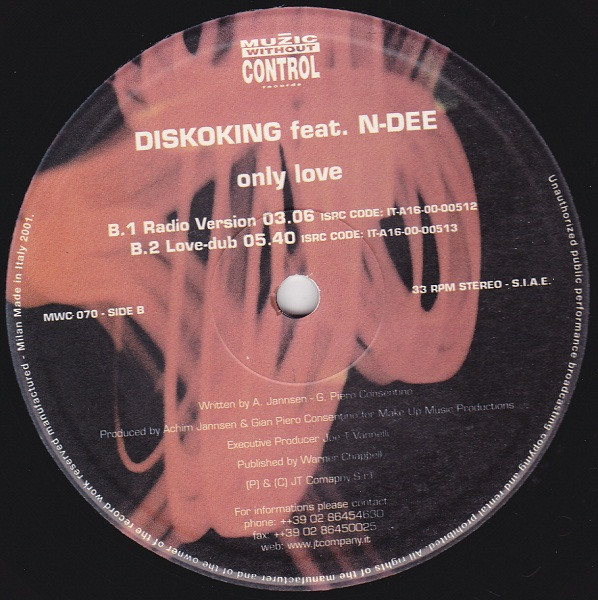 MUZIC
WITHOUT
CONTROL
records
DISKOKING feat. N-DEE
only love
B.1 Radio Version 03.06 ISRC CODE: IT-A16-00-00512
B.2 Love-dub 05.40 ISRC CODE: IT-A16-00-00513
MWC 070 - SIDE B
33 RPM STEREO - S.I.A.E.
Written by A. Jannsen - G. Piero Consentino
Produced by Achim Jannsen & Gian Piero Consentino for Make Up Music Productions
Executive Producer Joe T Vannelli
Published by Warner Chappell
(P) & (C) JT Comapny S.r.l.
For informations please contact:
phone: ++39 02 86454630
fax: ++39 02 86450025
web: www.jtcompany.it
Unauthorized public performance broadcasting copying and rental prohibited. All rights of the manufacturer and of the owner of the record work reserved manufactured - Milan Made in Italy 2001.